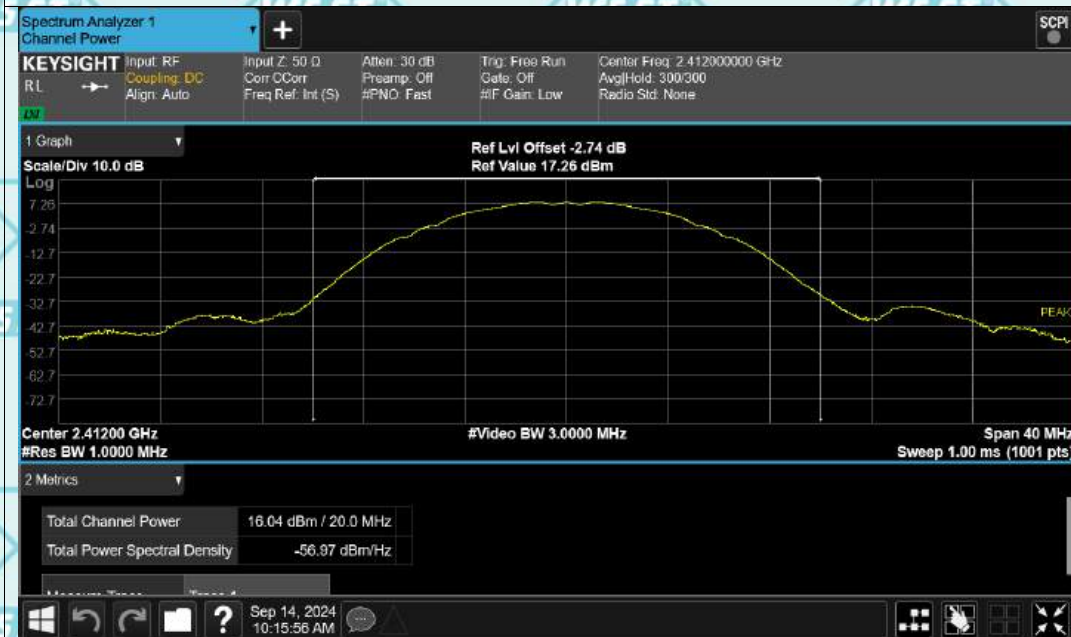 Spectrum Analyzer 1
Channel Power
+
SCPI
KEYSIGHT
RL
LXI
Input: RF
Coupling: DC
Align: Auto
Input Z: 50 Ω
Corr CCorr
Freq Ref: Int (S)
Atten: 30 dB
Preamp: Off
#PNO: Fast
Trig: Free Run
Gate: Off
#IF Gain: Low
Center Freq: 2.412000000 GHz
Avg|Hold: 300/300
Radio Std: None
1 Graph
Scale/Div 10.0 dB
Ref Lvl Offset -2.74 dB
Ref Value 17.26 dBm
Log
7.26
-2.74
-12.7
-22.7
-32.7
-42.7
-52.7
-62.7
-72.7
PEAK
Center 2.41200 GHz
#Res BW 1.0000 MHz
#Video BW 3.0000 MHz
Span 40 MHz
Sweep 1.00 ms (1001 pts)
2 Metrics
Total Channel Power 16.04 dBm / 20.0 MHz
Total Power Spectral Density -56.97 dBm/Hz
?
Sep 14, 2024
10:15:56 AM